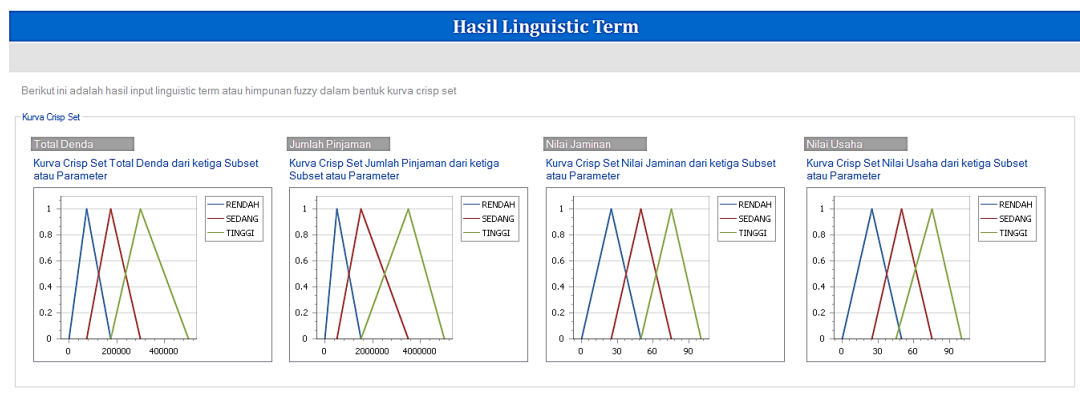 Hasil Linguistic Term
Berikut ini adalah hasil input linguistic term atau himpunan fuzzy dalam bentuk kurva crisp set
Kurva Crisp Set
Total Denda
Kurva Crisp Set Total Denda dari ketiga Subset
atau Parameter
1
0.8
0.6
0.4
0.2
0
0 200000 400000
RENDAH
SEDANG
TINGGI
Jumlah Pinjaman
Kurva Crisp Set Jumlah Pinjaman dari ketiga
Subset atau Parameter
1
0.8
0.6
0.4
0.2
0
0 2000000 4000000
RENDAH
SEDANG
TINGGI
Nilai Jaminan
Kurva Crisp Set Nilai Jaminan dari ketiga Subset
atau Parameter
1
0.8
0.6
0.4
0.2
0
0 30 60 90
RENDAH
SEDANG
TINGGI
Nilai Usaha
Kurva Crisp Set Nilai Usaha dari ketiga Subset
atau Parameter
1
0.8
0.6
0.4
0.2
0
0 30 60 90
RENDAH
SEDANG
TINGGI